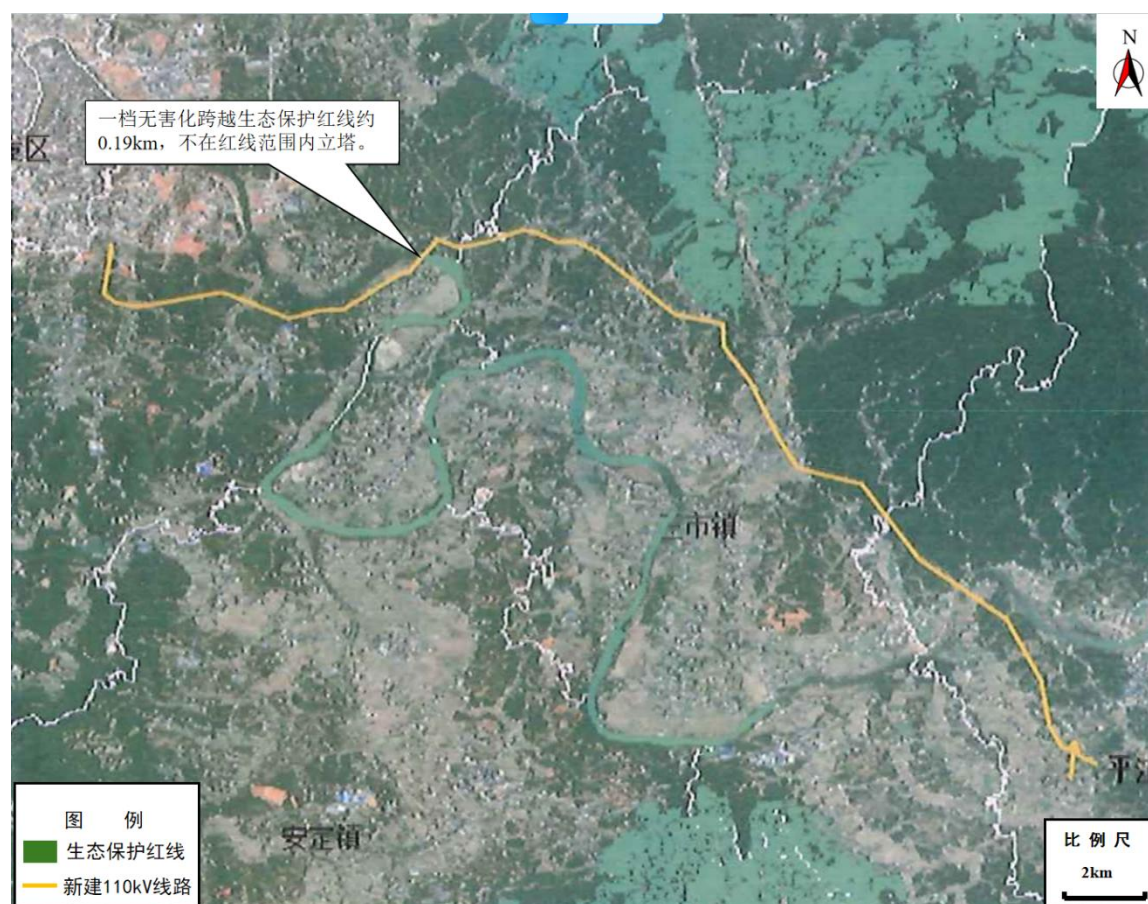 N
一档无害化跨越生态保护红线约
0.19km，不在红线范围内立塔。
区
市镇
平
安定镇
图 例
生态保护红线
新建110kV线路
比 例 尺
2km